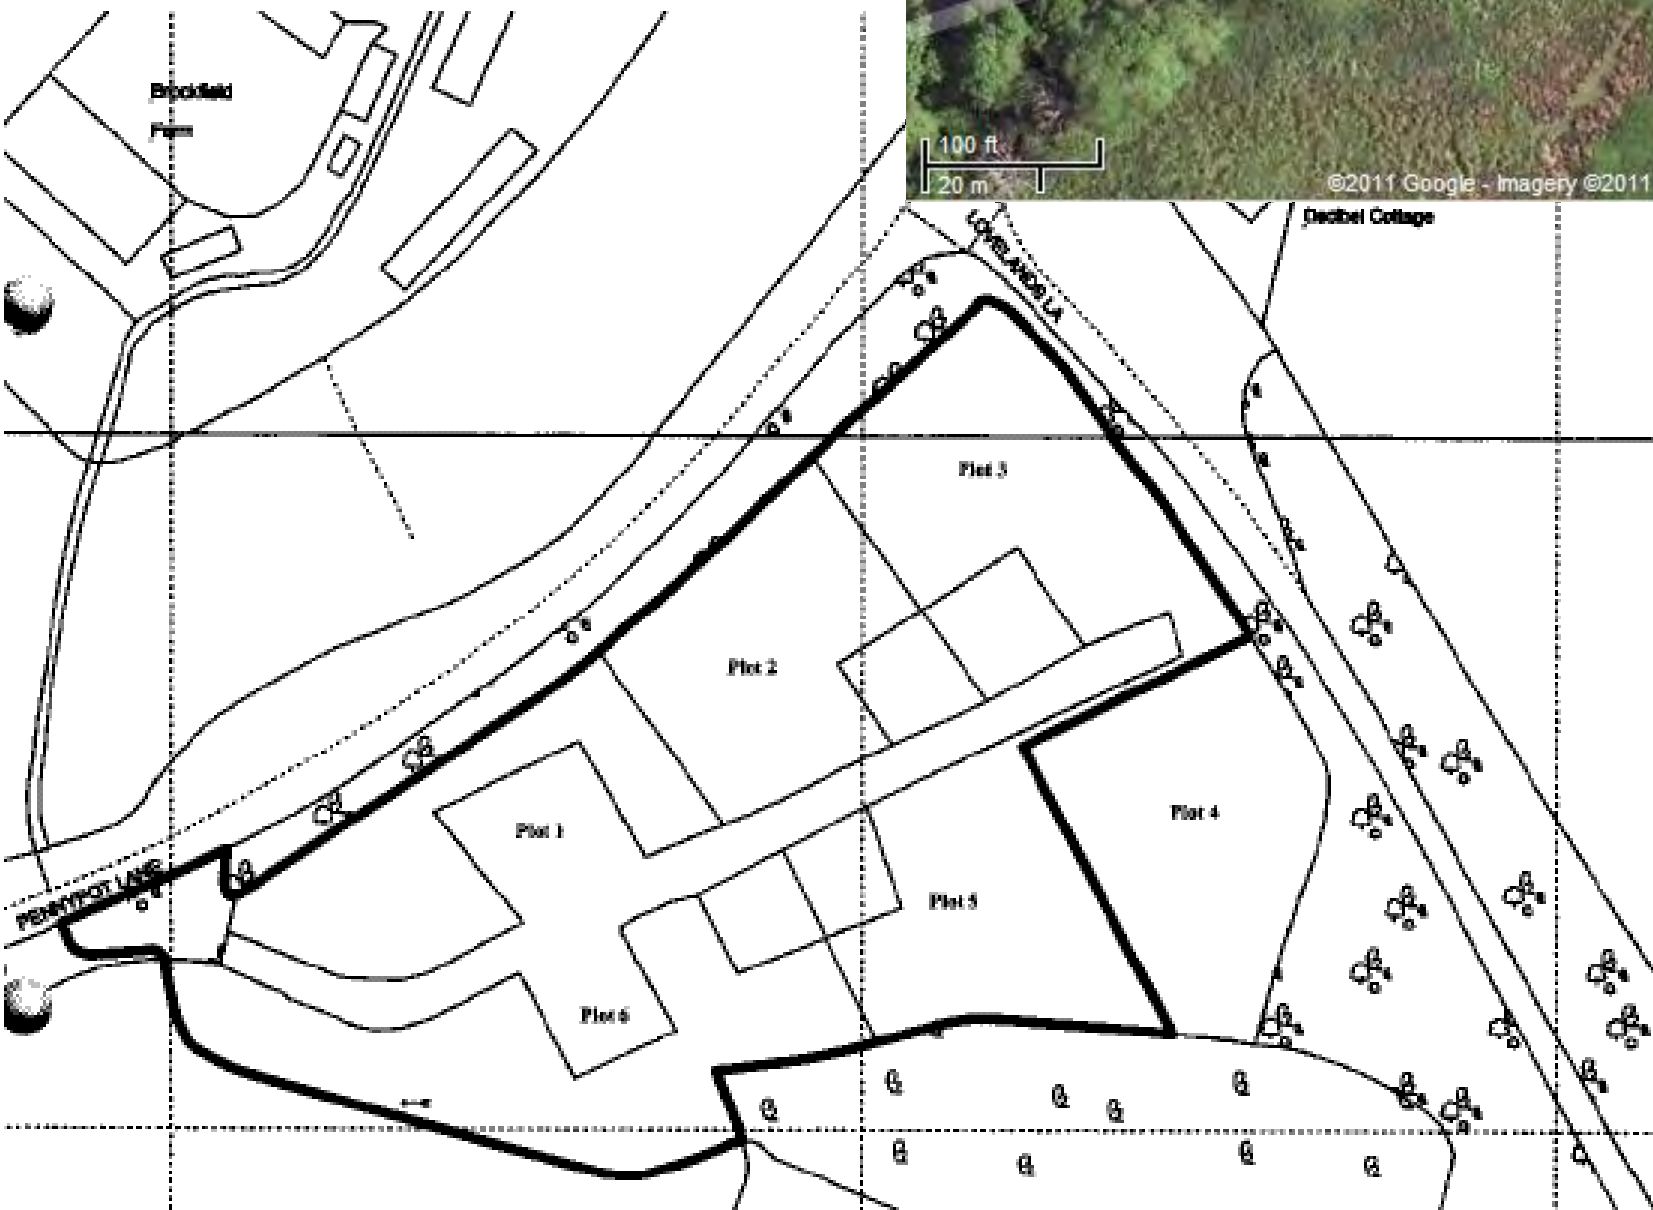 Brockfield
Farm
100 ft
20 m
©2011 Google - Imagery ©2011
Decibel Cottage
LOVELANDS LA
Plot 3
Plot 2
Plot 1
Plot 4
PENNYPOT LANE
Plot 5
Plot 6